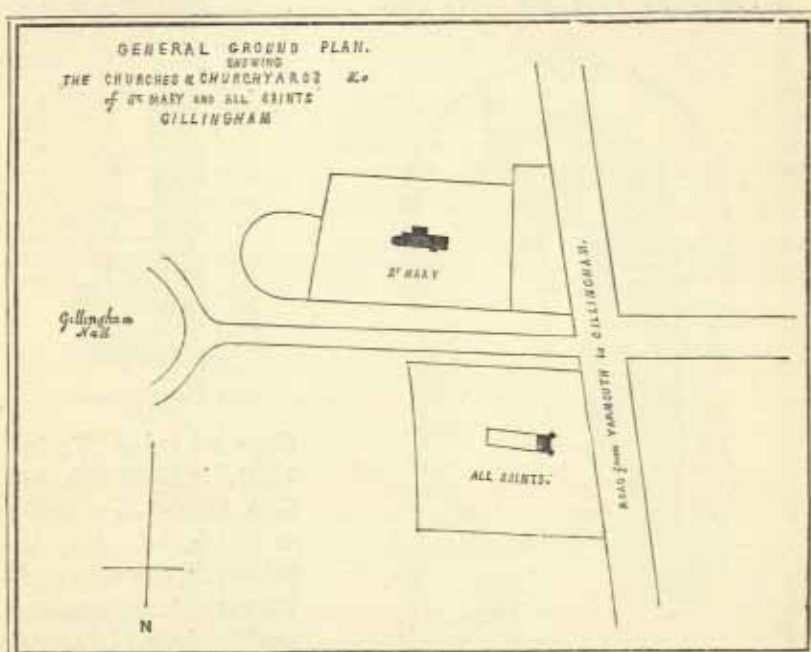 GENERAL GROUND PLAN.
SHOWING
THE CHURCHES & CHURCHYARDS &c
of ST MARY AND ALL SAINTS
GILLINGHAM
ST MARY
Gillingham
Hall
ROAD from YARMOUTH to GILLINGHAM.
ALL SAINTS.
N